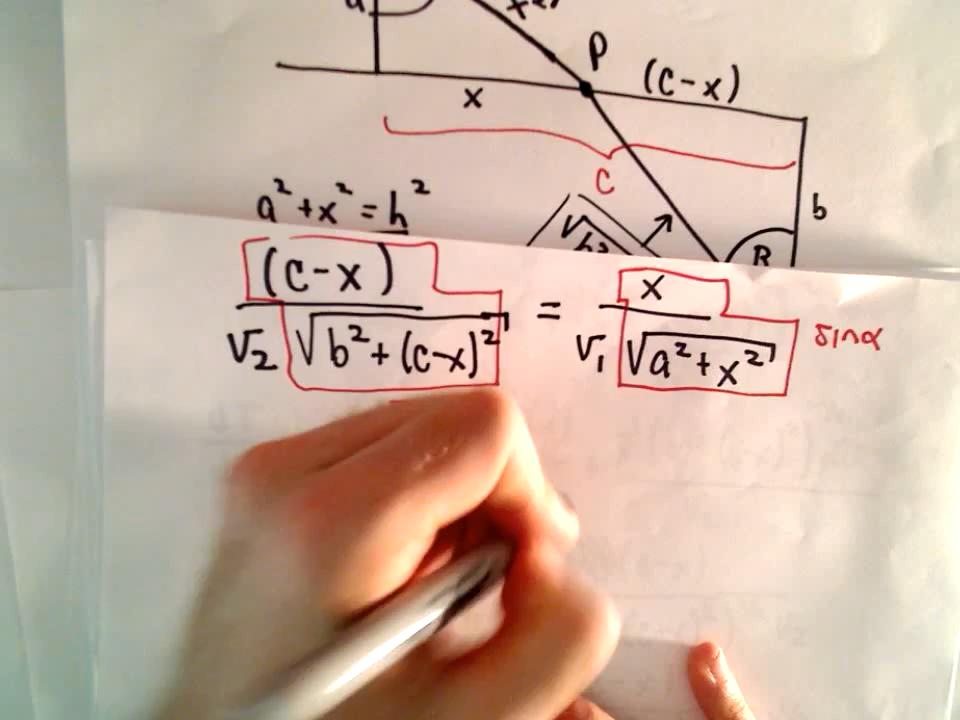 a
P
(c-x)
x
c
b
a² + x² = h²
R
(c-x) / v₂ √(b² + (c-x)²) = x / v₁ √(a² + x²) sin α